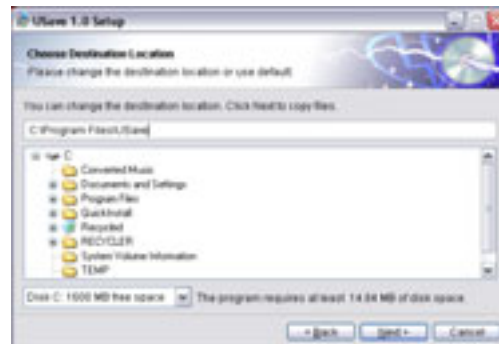 USave 1.0 Setup
Choose Destination Location
Please change the destination location or use default
You can change the destination location. Click Next to copy files.
C:\Program Files\USave
C:
Converted Music
Documents and Settings
Program Files
QuickInstall
Recycled
RECYCLER
System Volume Information
TEMP
Disk C: 1600 MB free space
The program requires at least 14.84 MB of disk space.
< Back
Next >
Cancel